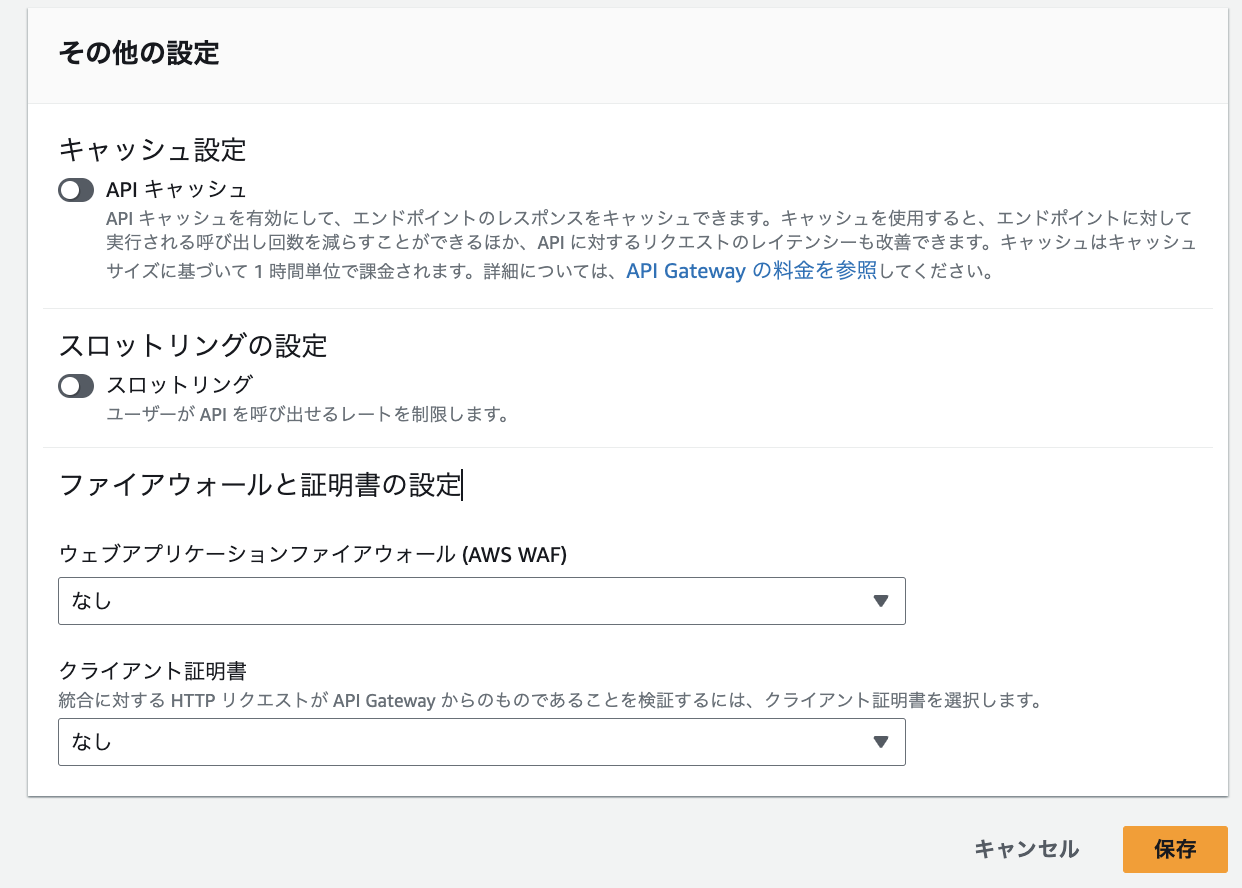 その他の設定
キャッシュ設定
API キャッシュ
API キャッシュを有効にして、エンドポイントのレスポンスをキャッシュできます。キャッシュを使用すると、エンドポイントに対して
実行される呼び出し回数を減らすことができるほか、API に対するリクエストのレイテンシーも改善できます。キャッシュはキャッシュ
サイズに基づいて 1 時間単位で課金されます。詳細については、API Gateway の料金を参照してください。
スロットリングの設定
スロットリング
ユーザーが API を呼び出せるレートを制限します。
ファイアウォールと証明書の設定
ウェブアプリケーションファイアウォール (AWS WAF)
なし
クライアント証明書
統合に対する HTTP リクエストが API Gateway からのものであることを検証するには、クライアント証明書を選択します。
なし
キャンセル
保存